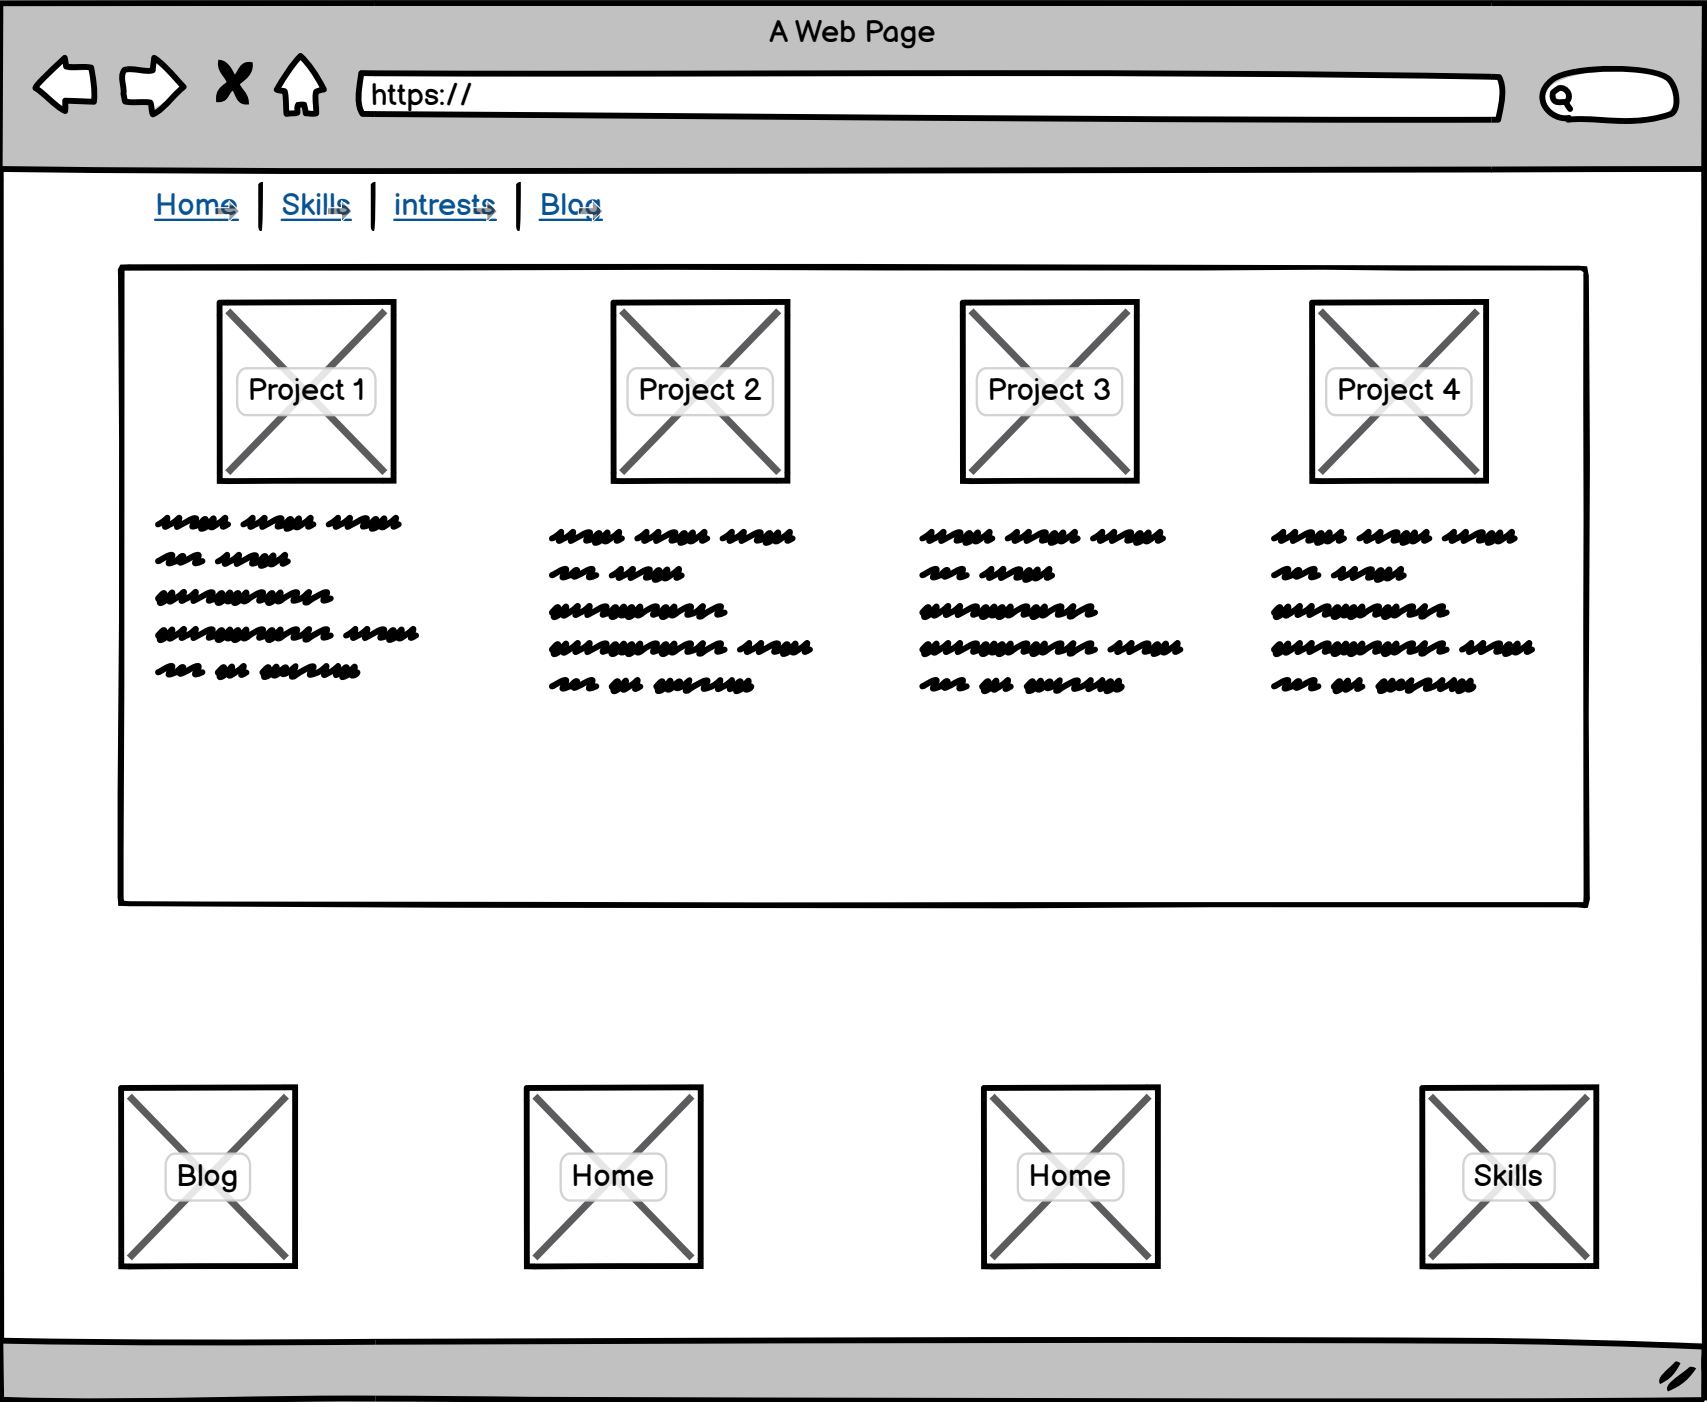 A Web Page
https://
Home | Skills | intrests | Blog
Project 1 Project 2 Project 3 Project 4
Blog Home Home Skills